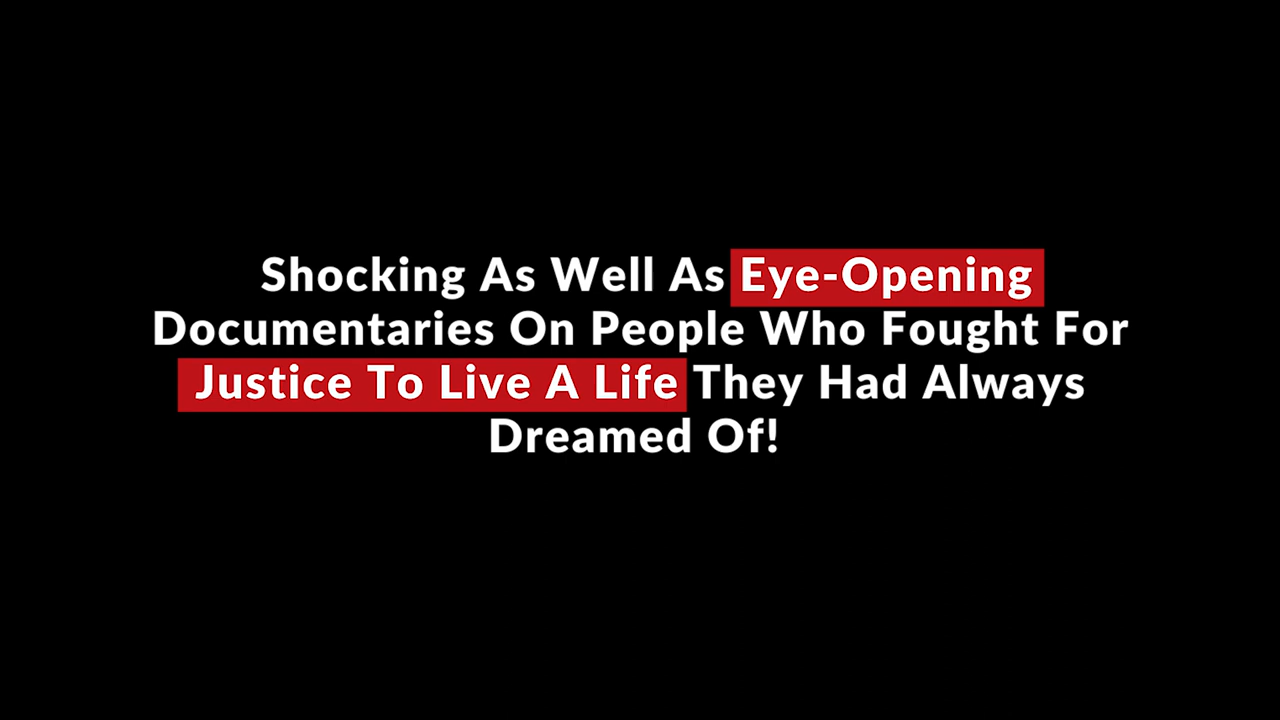 Shocking As Well As Eye-Opening
Documentaries On People Who Fought For
Justice To Live A Life They Had Always
Dreamed Of!